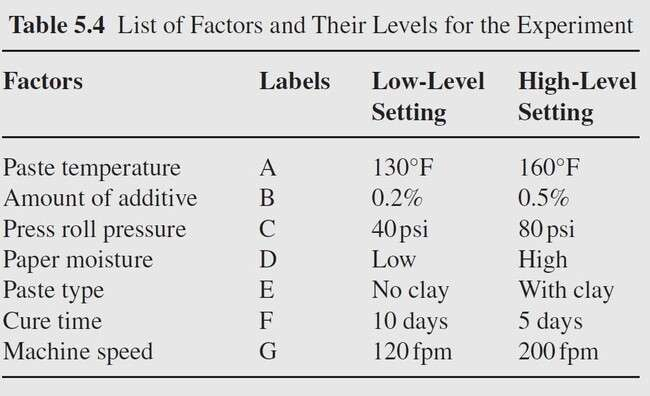 Table 5.4 List of Factors and Their Levels for the Experiment
Factors Labels Low-Level Setting High-Level Setting
Paste temperature A 130°F 160°F
Amount of additive B 0.2% 0.5%
Press roll pressure C 40 psi 80 psi
Paper moisture D Low High
Paste type E No clay With clay
Cure time F 10 days 5 days
Machine speed G 120 fpm 200 fpm